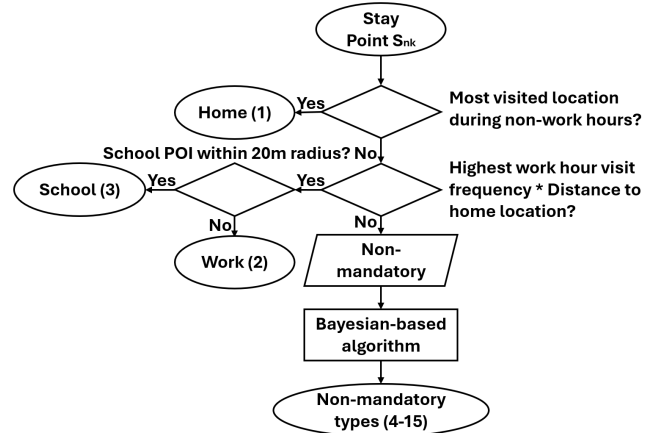 Stay
Point Snk
Most visited location
during non-work hours?
Yes
Home (1)
School POI within 20m radius? No
Highest work hour visit
frequency * Distance to
home location?
Yes
Yes
School (3)
No
No
Work (2)
Non-
mandatory
Bayesian-based
algorithm
Non-mandatory
types (4-15)